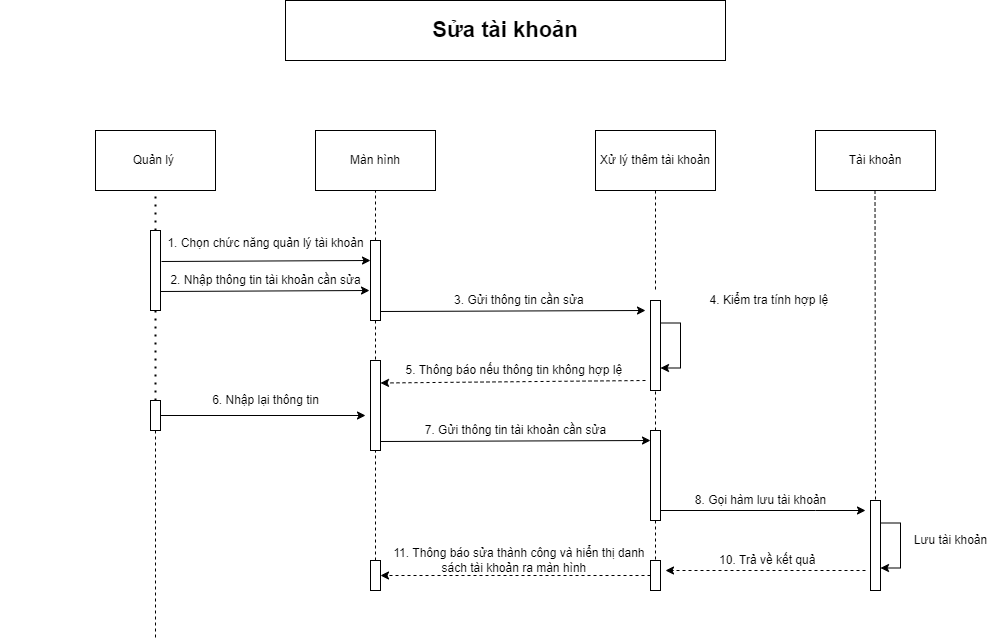 Sửa tài khoản
Quản lý
Màn hình
Xử lý thêm tài khoản
Tài khoản
1. Chọn chức năng quản lý tài khoản
2. Nhập thông tin tài khoản cần sửa
3. Gửi thông tin cần sửa
4. Kiểm tra tính hợp lệ
5. Thông báo nếu thông tin không hợp lệ
6. Nhập lại thông tin
7. Gửi thông tin tài khoản cần sửa
8. Gọi hàm lưu tài khoản
Lưu tài khoản
10. Trả về kết quả
11. Thông báo sửa thành công và hiển thị danh
sách tài khoản ra màn hình